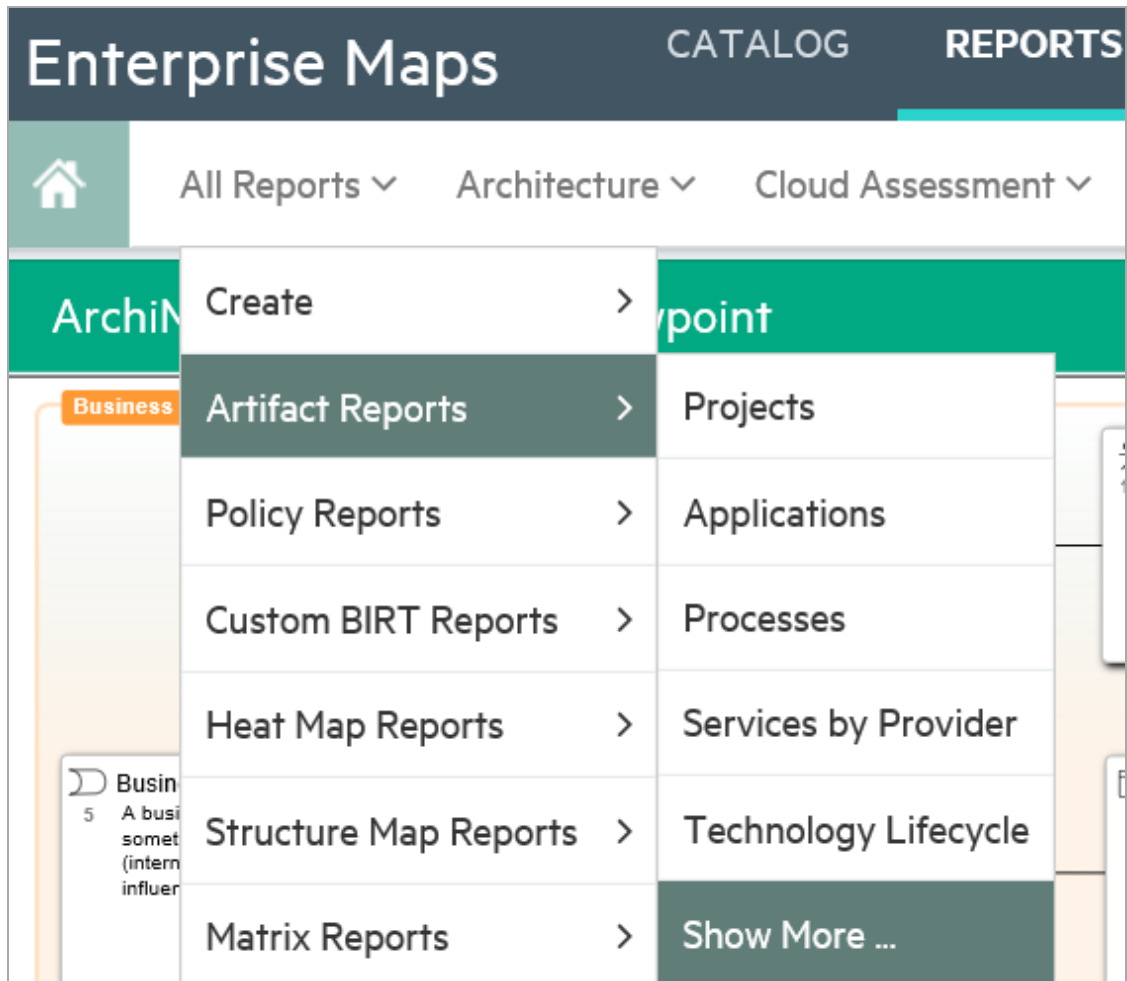 Enterprise Maps CATALOG REPORTS
All Reports Architecture Cloud Assessment
Create
Artifact Reports
Policy Reports
Custom BIRT Reports
Heat Map Reports
Structure Map Reports
Matrix Reports
Projects
Applications
Processes
Services by Provider
Technology Lifecycle
Show More ...
Business
5